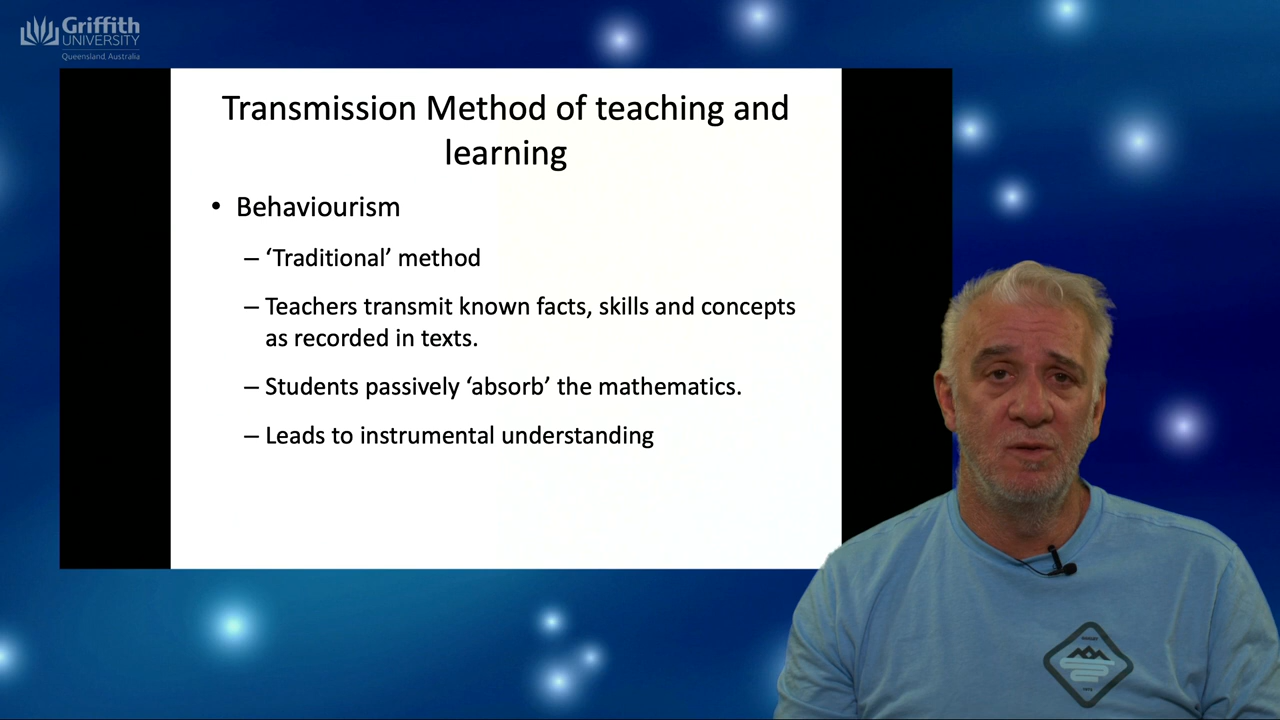 Griffith
UNIVERSITY
Queensland, Australia
Transmission Method of teaching and
learning
• Behaviourism
– ‘Traditional’ method
– Teachers transmit known facts, skills and concepts
as recorded in texts.
– Students passively ‘absorb’ the mathematics.
– Leads to instrumental understanding